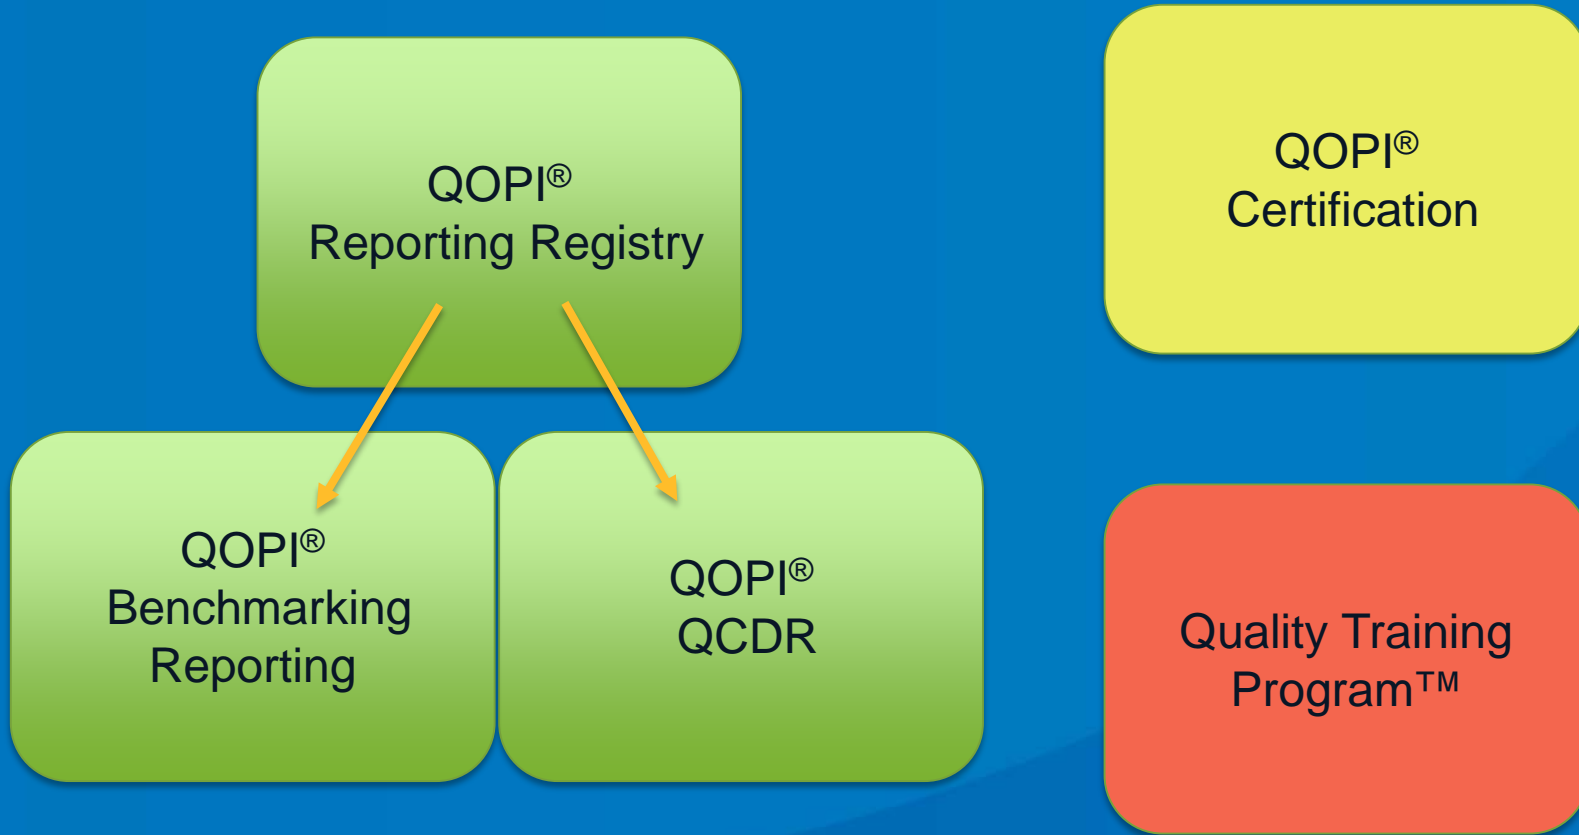 QOPI®
Reporting Registry
QOPI®
Certification
QOPI®
Benchmarking
Reporting
QOPI®
QCDR
Quality Training
Program™